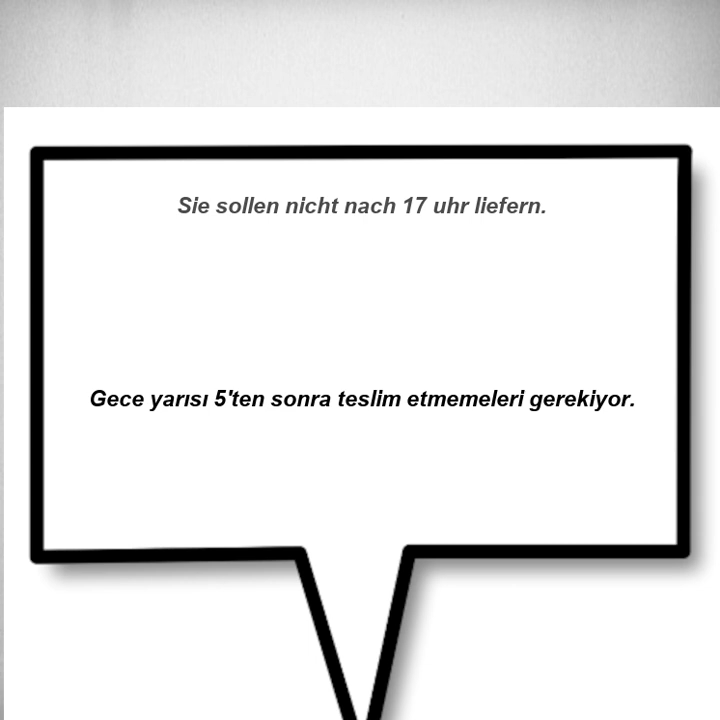 Sie sollen nicht nach 17 uhr liefern.
Gece yarısı 5'ten sonra teslim etmemeleri gerekiyor.